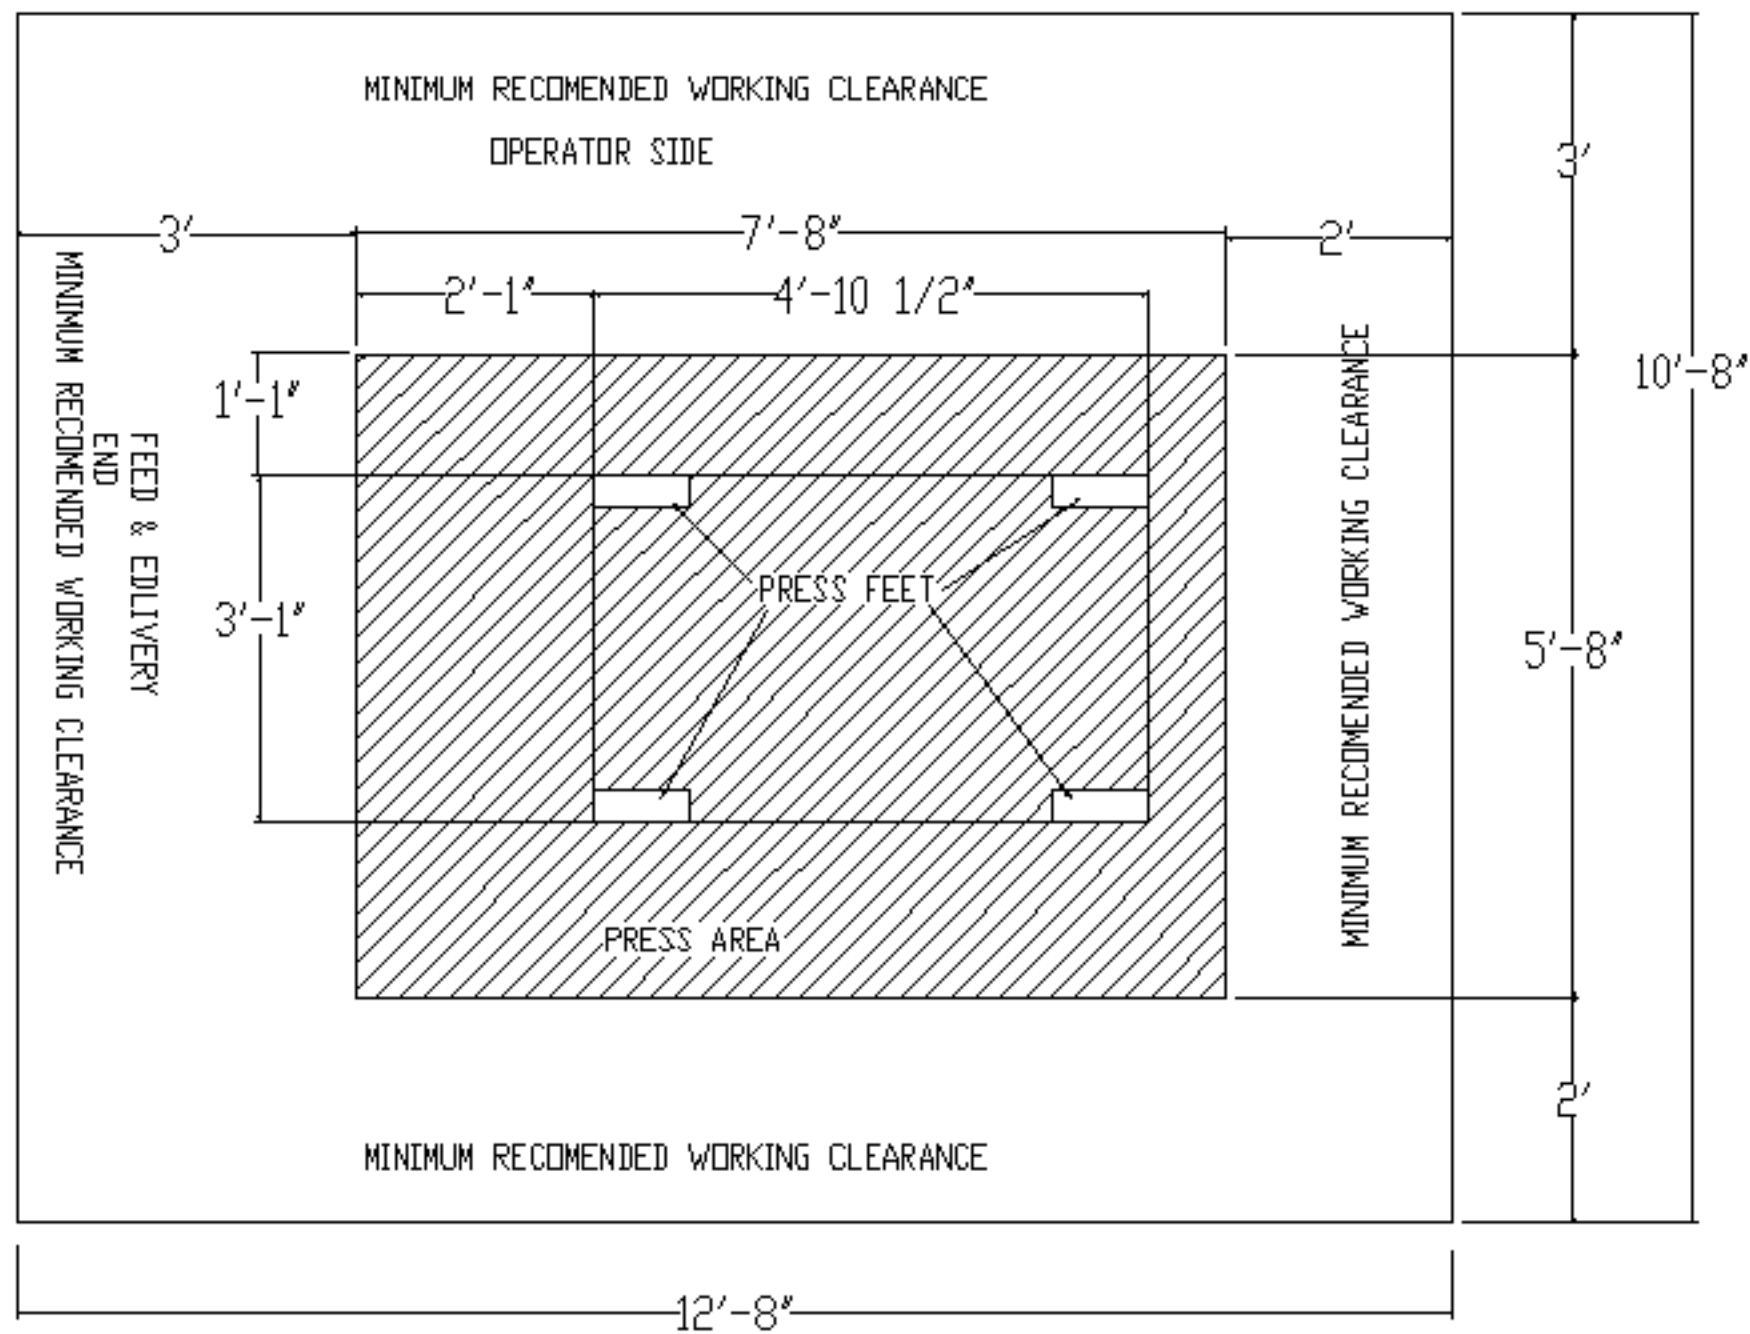 MINIMUM RECOMENDED WORKING CLEARANCE
OPERATOR SIDE
3'
3'
7'-8"
2'
2'-1"
4'-10 1/2"
1'-1"
10'-8"
MINIMUM RECOMENDED WORKING CLEARANCE
FEED & EDLIVERY
END
MINIMUM RECOMENDED WORKING CLEARANCE
PRESS FEET
3'-1"
5'-8"
PRESS AREA
2'
MINIMUM RECOMENDED WORKING CLEARANCE
12'-8"